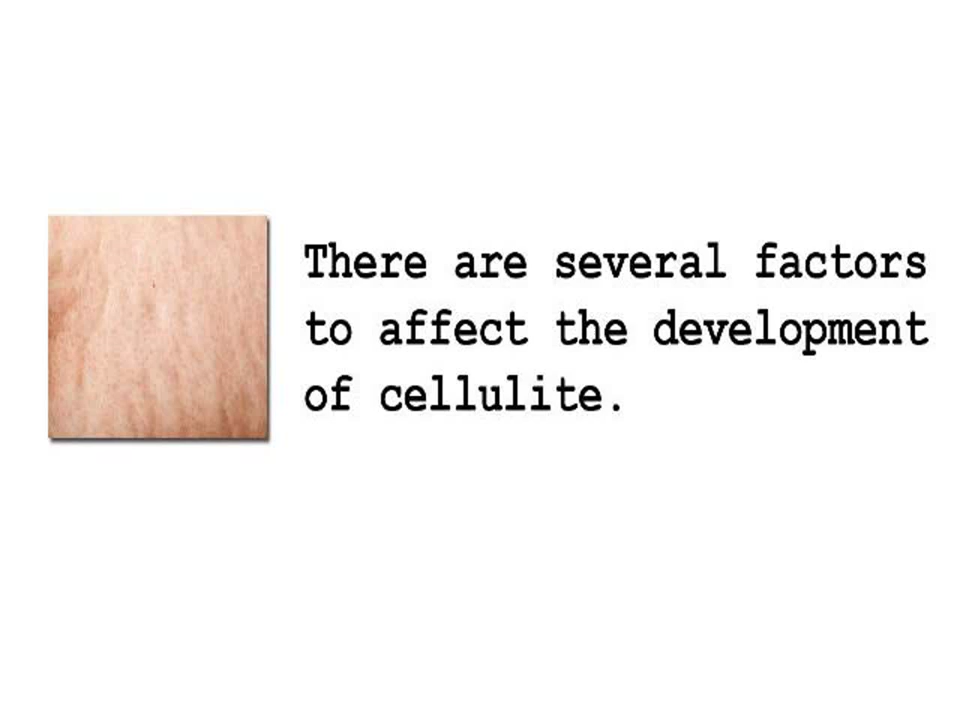 There are several factors
to affect the development
of cellulite.